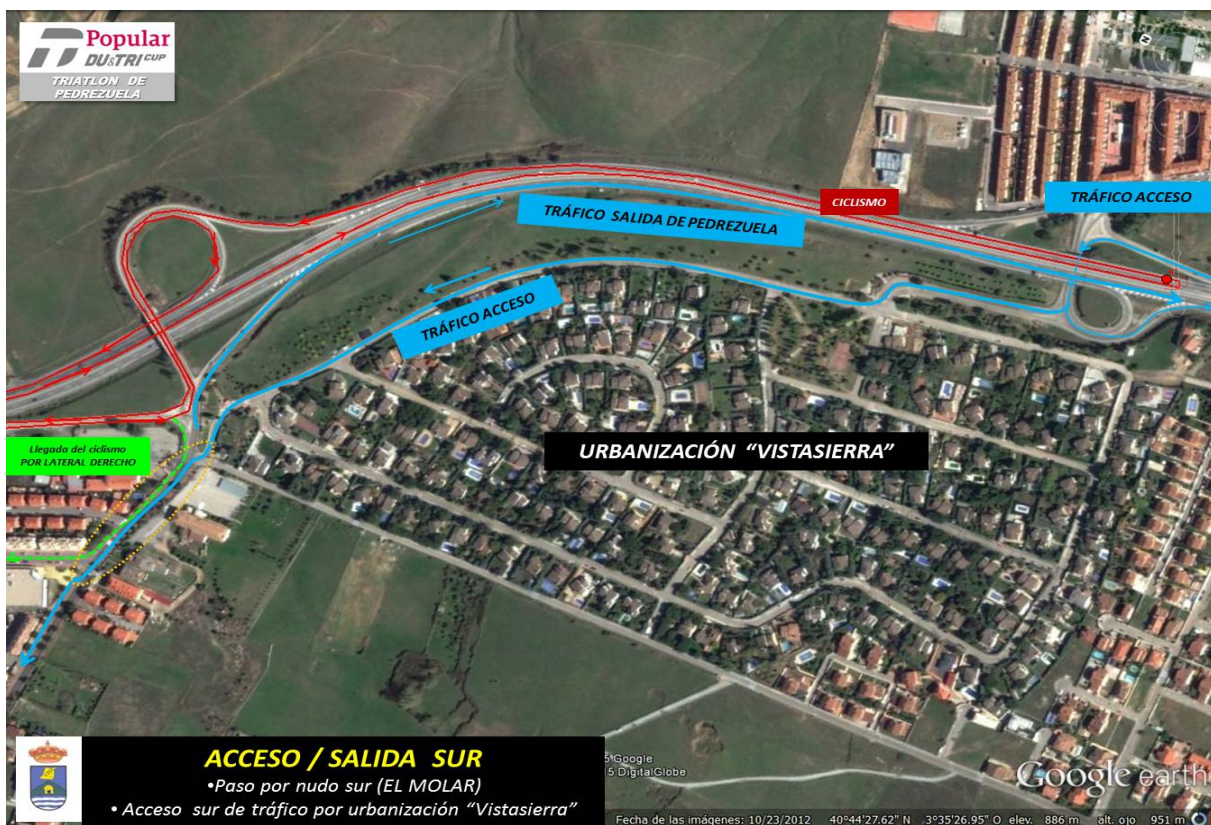 Popular
DU&TRI CUP
TRIATLON DE
PEDREZUELA
CICLISMO
TRÁFICO ACCESO
TRÁFICO SALIDA DE PEDREZUELA
TRÁFICO ACCESO
Llegada del ciclismo
POR LATERAL DERECHO
URBANIZACIÓN “VISTASIERRA”
ACCESO / SALIDA SUR
•Paso por nudo sur (EL MOLAR)
• Acceso sur de tráfico por urbanización “Vistasierra”
5 Google
15 DigitalGlobe
Google earth
Fecha de las imágenes: 10/23/2012 40°44'27.62" N 3°35'26.95" O elev. 886 m alt. ojo 951 m